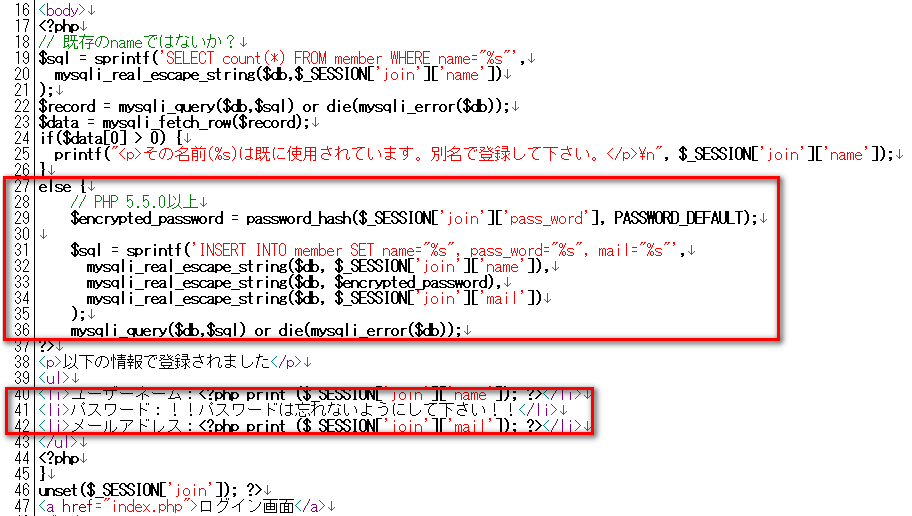 16 <body>↓
17 <?php↓
18 // 既存のnameではないか？↓
19 $sql = sprintf('SELECT count(*) FROM member WHERE name="%s"',↓
20 mysqli_real_escape_string($db,$_SESSION['join']['name'])↓
21 );↓
22 $record = mysqli_query($db,$sql) or die(mysqli_error($db));↓
23 $data = mysqli_fetch_row($record);↓
24 if($data[0] > 0) {↓
25 printf("<p>その名前(%s)は既に使用されています。別名で登録して下さい。</p>¥n", $_SESSION['join']['name']);↓
26 }↓
27 else {↓
28 // PHP 5.5.0以上↓
29 $encrypted_password = password_hash($_SESSION['join']['pass_word'], PASSWORD_DEFAULT);↓
30 ↓
31 $sql = sprintf('INSERT INTO member SET name="%s", pass_word="%s", mail="%s"',↓
32 mysqli_real_escape_string($db, $_SESSION['join']['name']),↓
33 mysqli_real_escape_string($db, $encrypted_password),↓
34 mysqli_real_escape_string($db, $_SESSION['join']['mail'])↓
35 );↓
36 mysqli_query($db,$sql) or die(mysqli_error($db));↓
37 ?>↓
38 <p>以下の情報で登録されました</p>↓
39 <ul>↓
40 <li>ユーザーネーム：<?php print ($_SESSION['join']['name']); ?></li>↓
41 <li>パスワード：！！パスワードは忘れないようにして下さい！！</li>↓
42 <li>メールアドレス：<?php print ($_SESSION['join']['mail']); ?></li>↓
43 </ul>↓
44 <?php↓
45 }↓
46 unset($_SESSION['join']); ?>↓
47 <a href="index.php">ログイン画面</a>↓